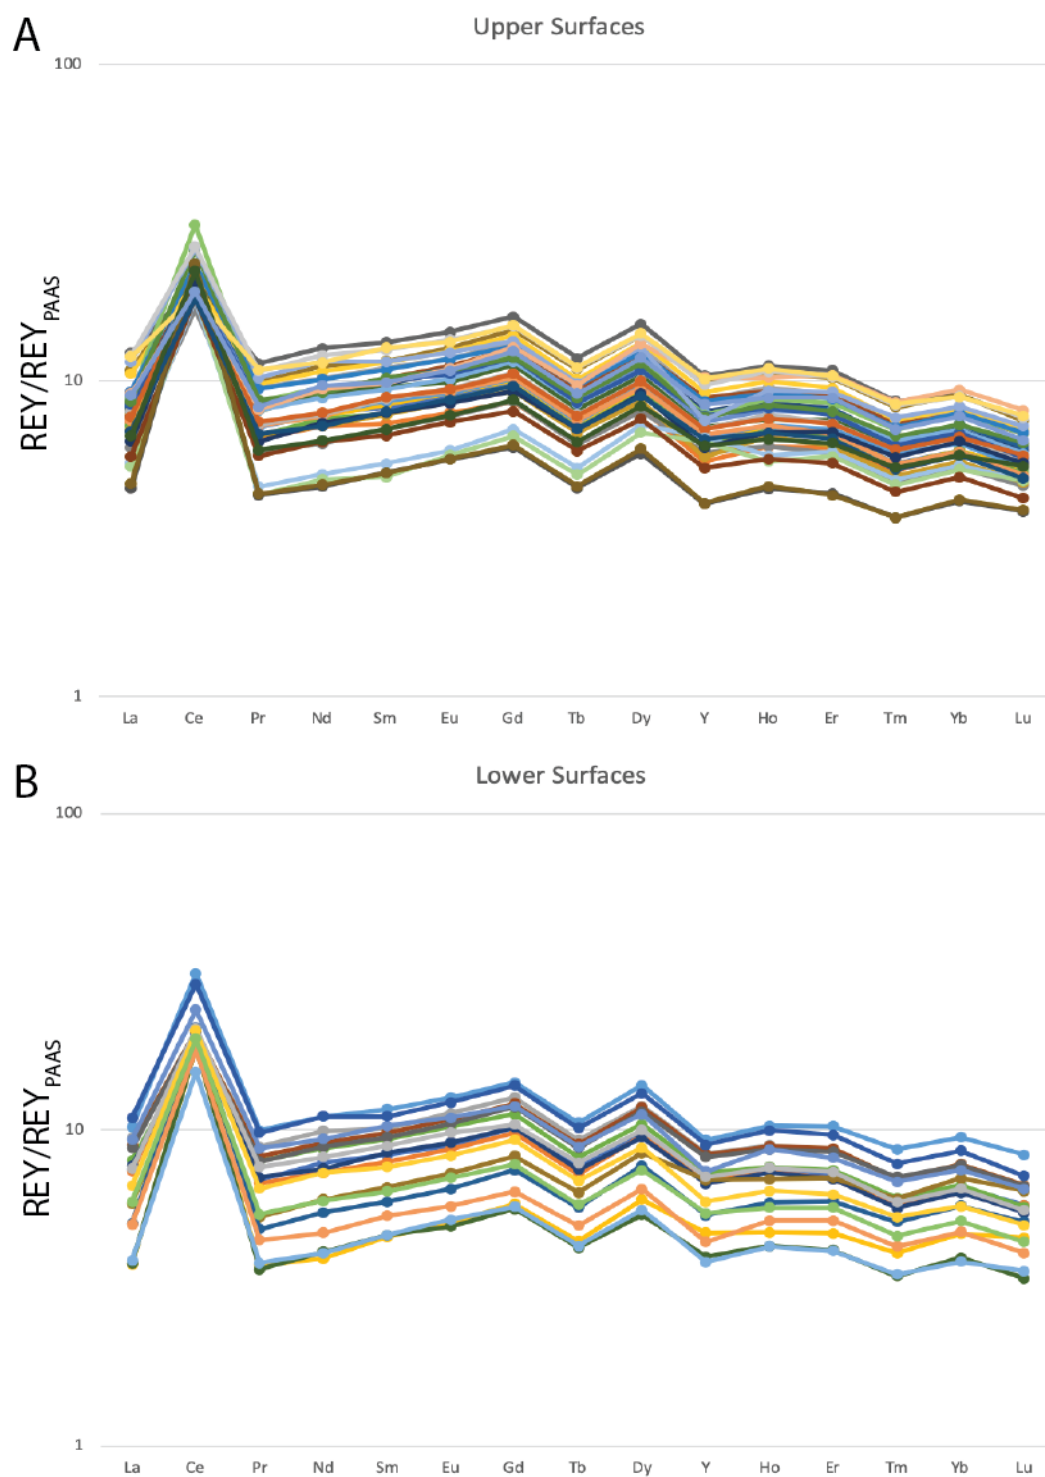 A
Upper Surfaces
100
10
1
REY/REY_PAAS
La Ce Pr Nd Sm Eu Gd Tb Dy Y Ho Er Tm Yb Lu
B
Lower Surfaces
100
10
1
REY/REY_PAAS
La Ce Pr Nd Sm Eu Gd Tb Dy Y Ho Er Tm Yb Lu